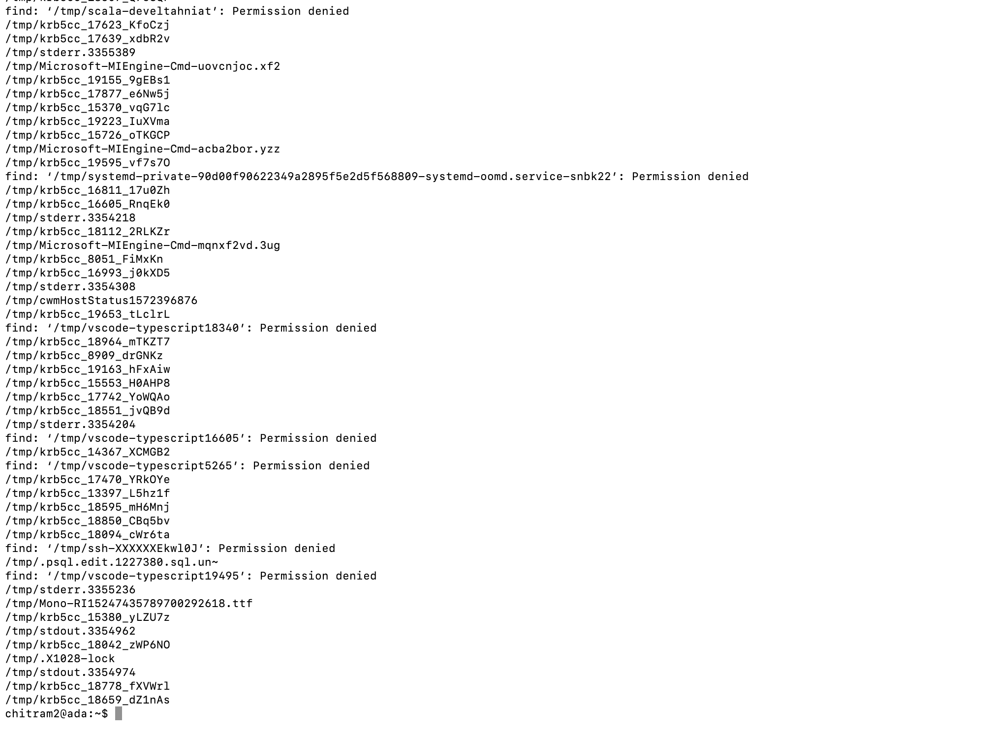 find: ‘/tmp/scala-develtahniat’: Permission denied
/tmp/krb5cc_17623_KfoCzj
/tmp/krb5cc_17639_xdbR2v
/tmp/stderr.3355389
/tmp/Microsoft-MIEngine-Cmd-uovcnjoc.xf2
/tmp/krb5cc_19155_9gEBs1
/tmp/krb5cc_17877_e6Nw5j
/tmp/krb5cc_15370_vqG7lc
/tmp/krb5cc_19223_IuXVma
/tmp/krb5cc_15726_oTKGCP
/tmp/Microsoft-MIEngine-Cmd-acba2bor.yzz
/tmp/krb5cc_19595_vf7s7O
find: ‘/tmp/systemd-private-90d00f90622349a2895f5e2d5f568809-systemd-oomd.service-snbk22’: Permission denied
/tmp/krb5cc_16811_17u0Zh
/tmp/krb5cc_16605_RnqEk0
/tmp/stderr.3354218
/tmp/krb5cc_18112_2RLKZr
/tmp/Microsoft-MIEngine-Cmd-mqnxf2vd.3ug
/tmp/krb5cc_8051_FiMxKn
/tmp/krb5cc_16993_j0kXD5
/tmp/stderr.3354308
/tmp/cwmHostStatus1572396876
/tmp/krb5cc_19653_tLclrL
find: ‘/tmp/vscode-typescript18340’: Permission denied
/tmp/krb5cc_18964_mTKZT7
/tmp/krb5cc_8909_drGNKz
/tmp/krb5cc_19163_hFxAiw
/tmp/krb5cc_15553_H0AHP8
/tmp/krb5cc_17742_YoWQAo
/tmp/krb5cc_18551_jvQB9d
/tmp/stderr.3354204
find: ‘/tmp/vscode-typescript16605’: Permission denied
/tmp/krb5cc_14367_XCMGB2
find: ‘/tmp/vscode-typescript5265’: Permission denied
/tmp/krb5cc_17470_YRkOYe
/tmp/krb5cc_13397_L5hz1f
/tmp/krb5cc_18595_mH6Mnj
/tmp/krb5cc_18850_CBq5bv
/tmp/krb5cc_18094_cWr6ta
find: ‘/tmp/ssh-XXXXXXEkwl0J’: Permission denied
/tmp/.psql.edit.1227380.sql.un~
find: ‘/tmp/vscode-typescript19495’: Permission denied
/tmp/stderr.3355236
/tmp/Mono-RI15247435789700292618.ttf
/tmp/krb5cc_15380_yLZU7z
/tmp/stdout.3354962
/tmp/krb5cc_18042_zWP6NO
/tmp/.X1028-lock
/tmp/stdout.3354974
/tmp/krb5cc_18778_fXVWrl
/tmp/krb5cc_18659_dZ1nAs
chitram2@ada:~$